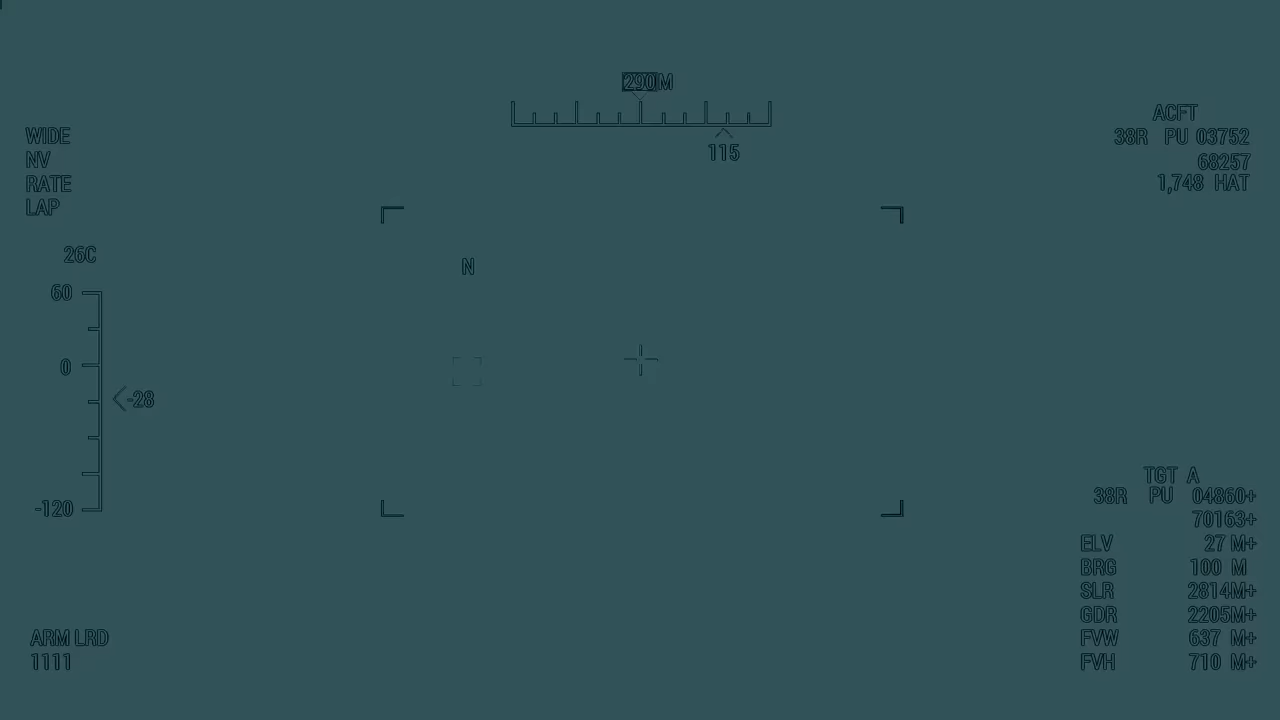 290M
115
WIDE
NV
RATE
LAP
26C
60
0
-28
-120
N
ACFT
38R PU 03752
68257
1,748 HAT
TGT A
38R PU 04860+
70163+
ELV 27 M+
BRG 100 M
SLR 2814M+
GDR 2205M+
FVW 637 M+
FVH 710 M+
ARM LRD
1111